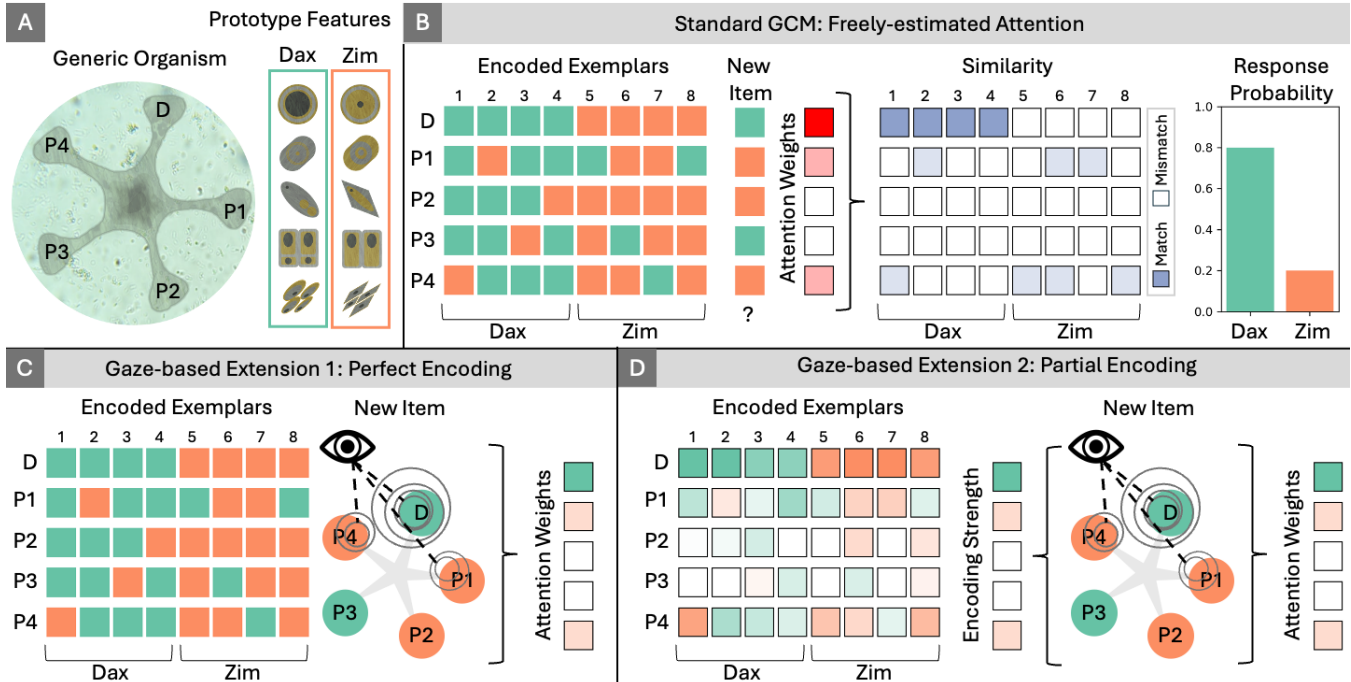 A
Prototype Features
Generic Organism
Dax Zim
D
P4
P1
P3
P2
B
Standard GCM: Freely-estimated Attention
Encoded Exemplars
New
Item
Similarity
Response
Probability
1 2 3 4 5 6 7 8
D
P1
P2
P3
P4
Dax Zim
?
Attention Weights
1 2 3 4 5 6 7 8
Dax Zim
Match Mismatch
1.0
0.8
0.6
0.4
0.2
0.0
Dax Zim
C
Gaze-based Extension 1: Perfect Encoding
Encoded Exemplars
New Item
1 2 3 4 5 6 7 8
D
P1
P2
P3
P4
Dax Zim
D
P4
P1
P3
P2
Attention Weights
D
Gaze-based Extension 2: Partial Encoding
Encoded Exemplars
New Item
1 2 3 4 5 6 7 8
D
P1
P2
P3
P4
Dax Zim
Encoding Strength
D
P4
P1
P3
P2
Attention Weights